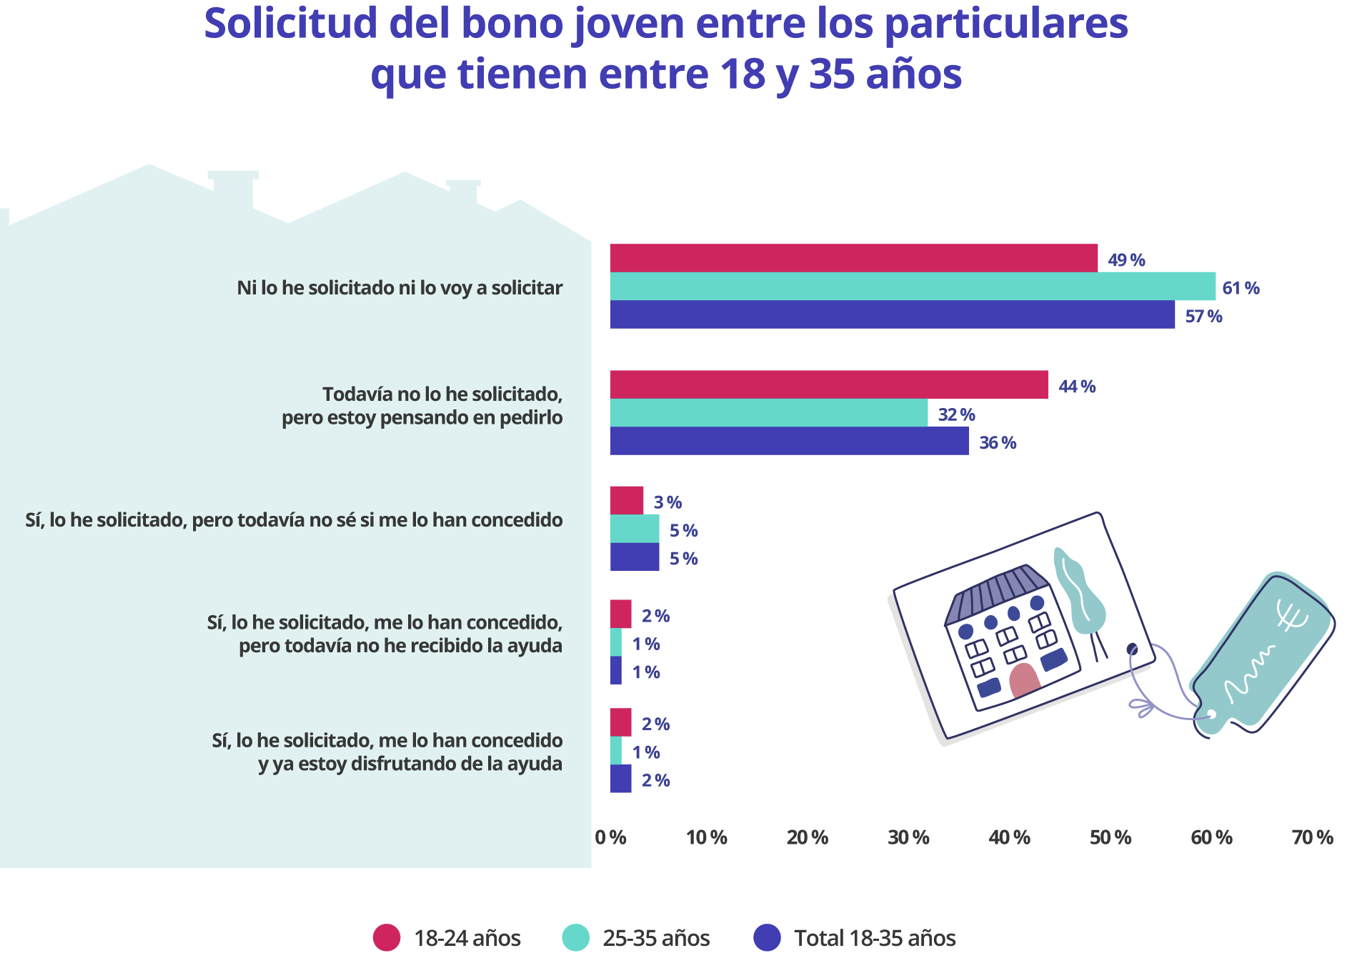 Solicitud del bono joven entre los particulares
que tienen entre 18 y 35 años
Ni lo he solicitado ni lo voy a solicitar
49 %
61 %
57 %
Todavía no lo he solicitado,
pero estoy pensando en pedirlo
44 %
32 %
36 %
Sí, lo he solicitado, pero todavía no sé si me lo han concedido
3 %
5 %
5 %
Sí, lo he solicitado, me lo han concedido,
pero todavía no he recibido la ayuda
2 %
1 %
1 %
Sí, lo he solicitado, me lo han concedido
y ya estoy disfrutando de la ayuda
2 %
1 %
2 %
0 % 10 % 20 % 30 % 40 % 50 % 60 % 70 %
18-24 años 25-35 años Total 18-35 años